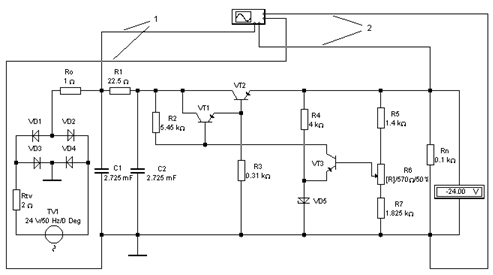 1
2
Ro
1 Ω
R1
22.5 Ω
VT2
VD1
VD2
VD3
VD4
R2
5.45 kΩ
VT1
R4
4 kΩ
R5
1.4 kΩ
VT3
Rn
0.1 kΩ
C1
2.725 mF
C2
2.725 mF
R3
0.31 kΩ
R6
[R]/570Ω/50%
-24.00 V
Rtv
2 Ω
VD5
R7
1.825 kΩ
TV1
24 V/50 Hz/0 Deg